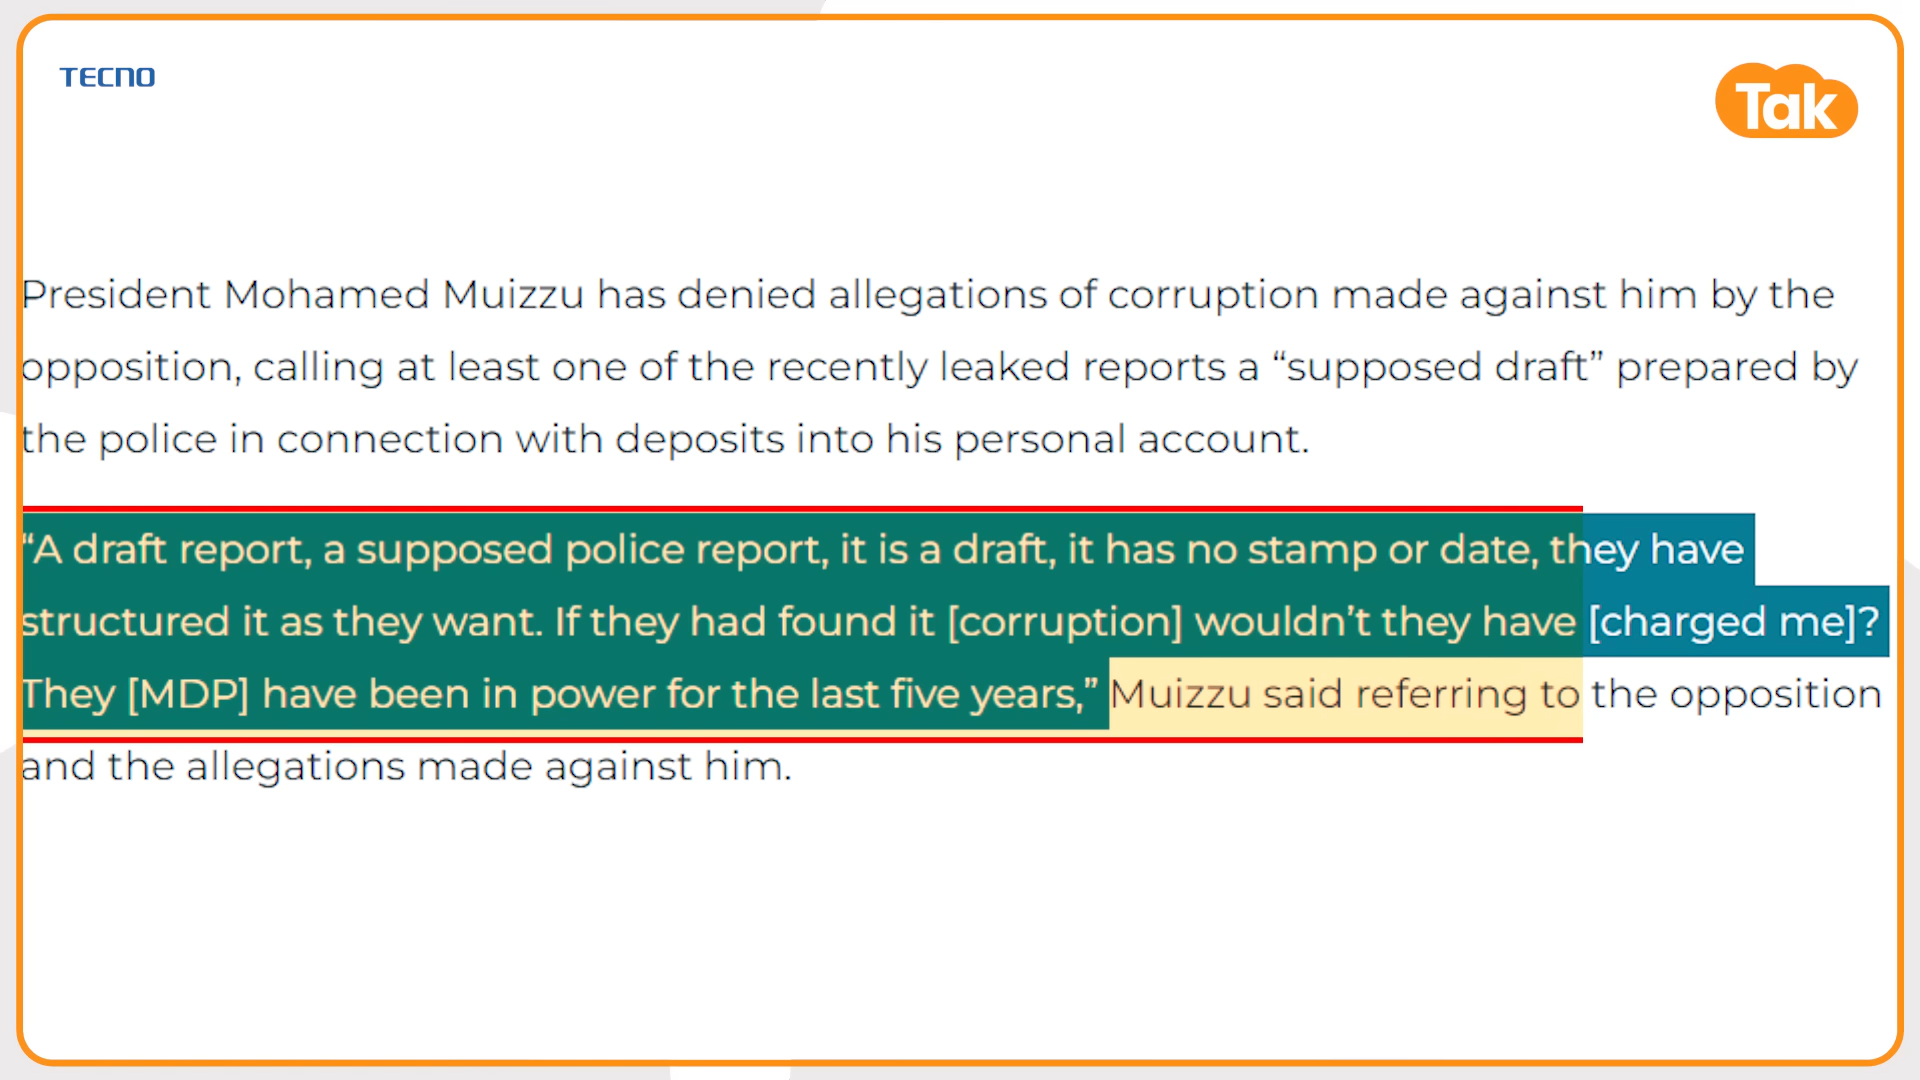 TECNO
Tak
President Mohamed Muizzu has denied allegations of corruption made against him by the
opposition, calling at least one of the recently leaked reports a “supposed draft” prepared by
the police in connection with deposits into his personal account.
“A draft report, a supposed police report, it is a draft, it has no stamp or date, they have
structured it as they want. If they had found it [corruption] wouldn’t they have [charged me]?
They [MDP] have been in power for the last five years,” Muizzu said referring to the opposition
and the allegations made against him.